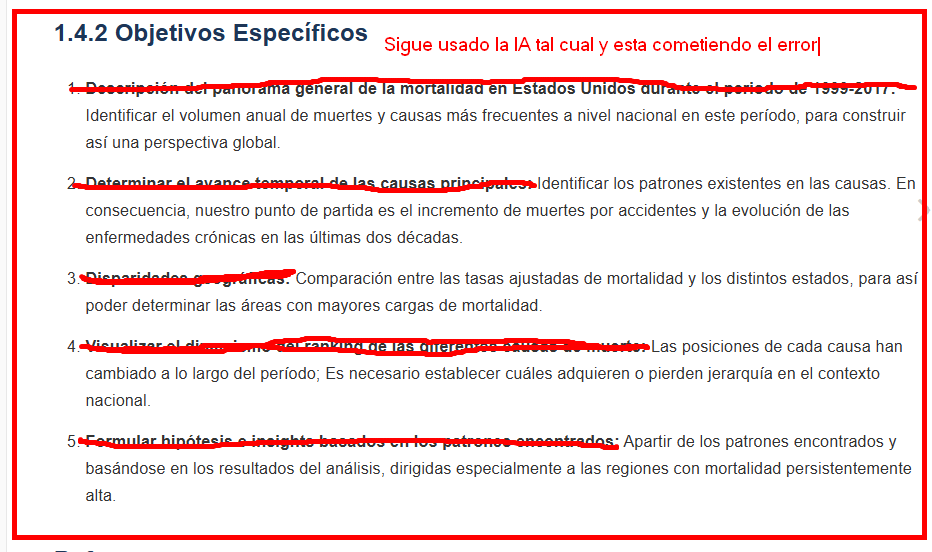 1.4.2 Objetivos Específicos
Sigue usado la IA tal cual y esta cometiendo el error
1. Descripción del panorama general de la mortalidad en Estados Unidos durante el periodo de 1999-2017:
Identificar el volumen anual de muertes y causas más frecuentes a nivel nacional en este período, para construir
así una perspectiva global.
2. Determinar el avance temporal de las causas principales: Identificar los patrones existentes en las causas. En
consecuencia, nuestro punto de partida es el incremento de muertes por accidentes y la evolución de las
enfermedades crónicas en las últimas dos décadas.
3. Disparidades geográficas: Comparación entre las tasas ajustadas de mortalidad y los distintos estados, para así
poder determinar las áreas con mayores cargas de mortalidad.
4. Visualizar el dinamismo del ranking de las diferentes causas de muerte: Las posiciones de cada causa han
cambiado a lo largo del período; Es necesario establecer cuáles adquieren o pierden jerarquía en el contexto
nacional.
5. Formular hipótesis e insights basados en los patrones encontrados: Apartir de los patrones encontrados y
basándose en los resultados del análisis, dirigidas especialmente a las regiones con mortalidad persistentemente
alta.